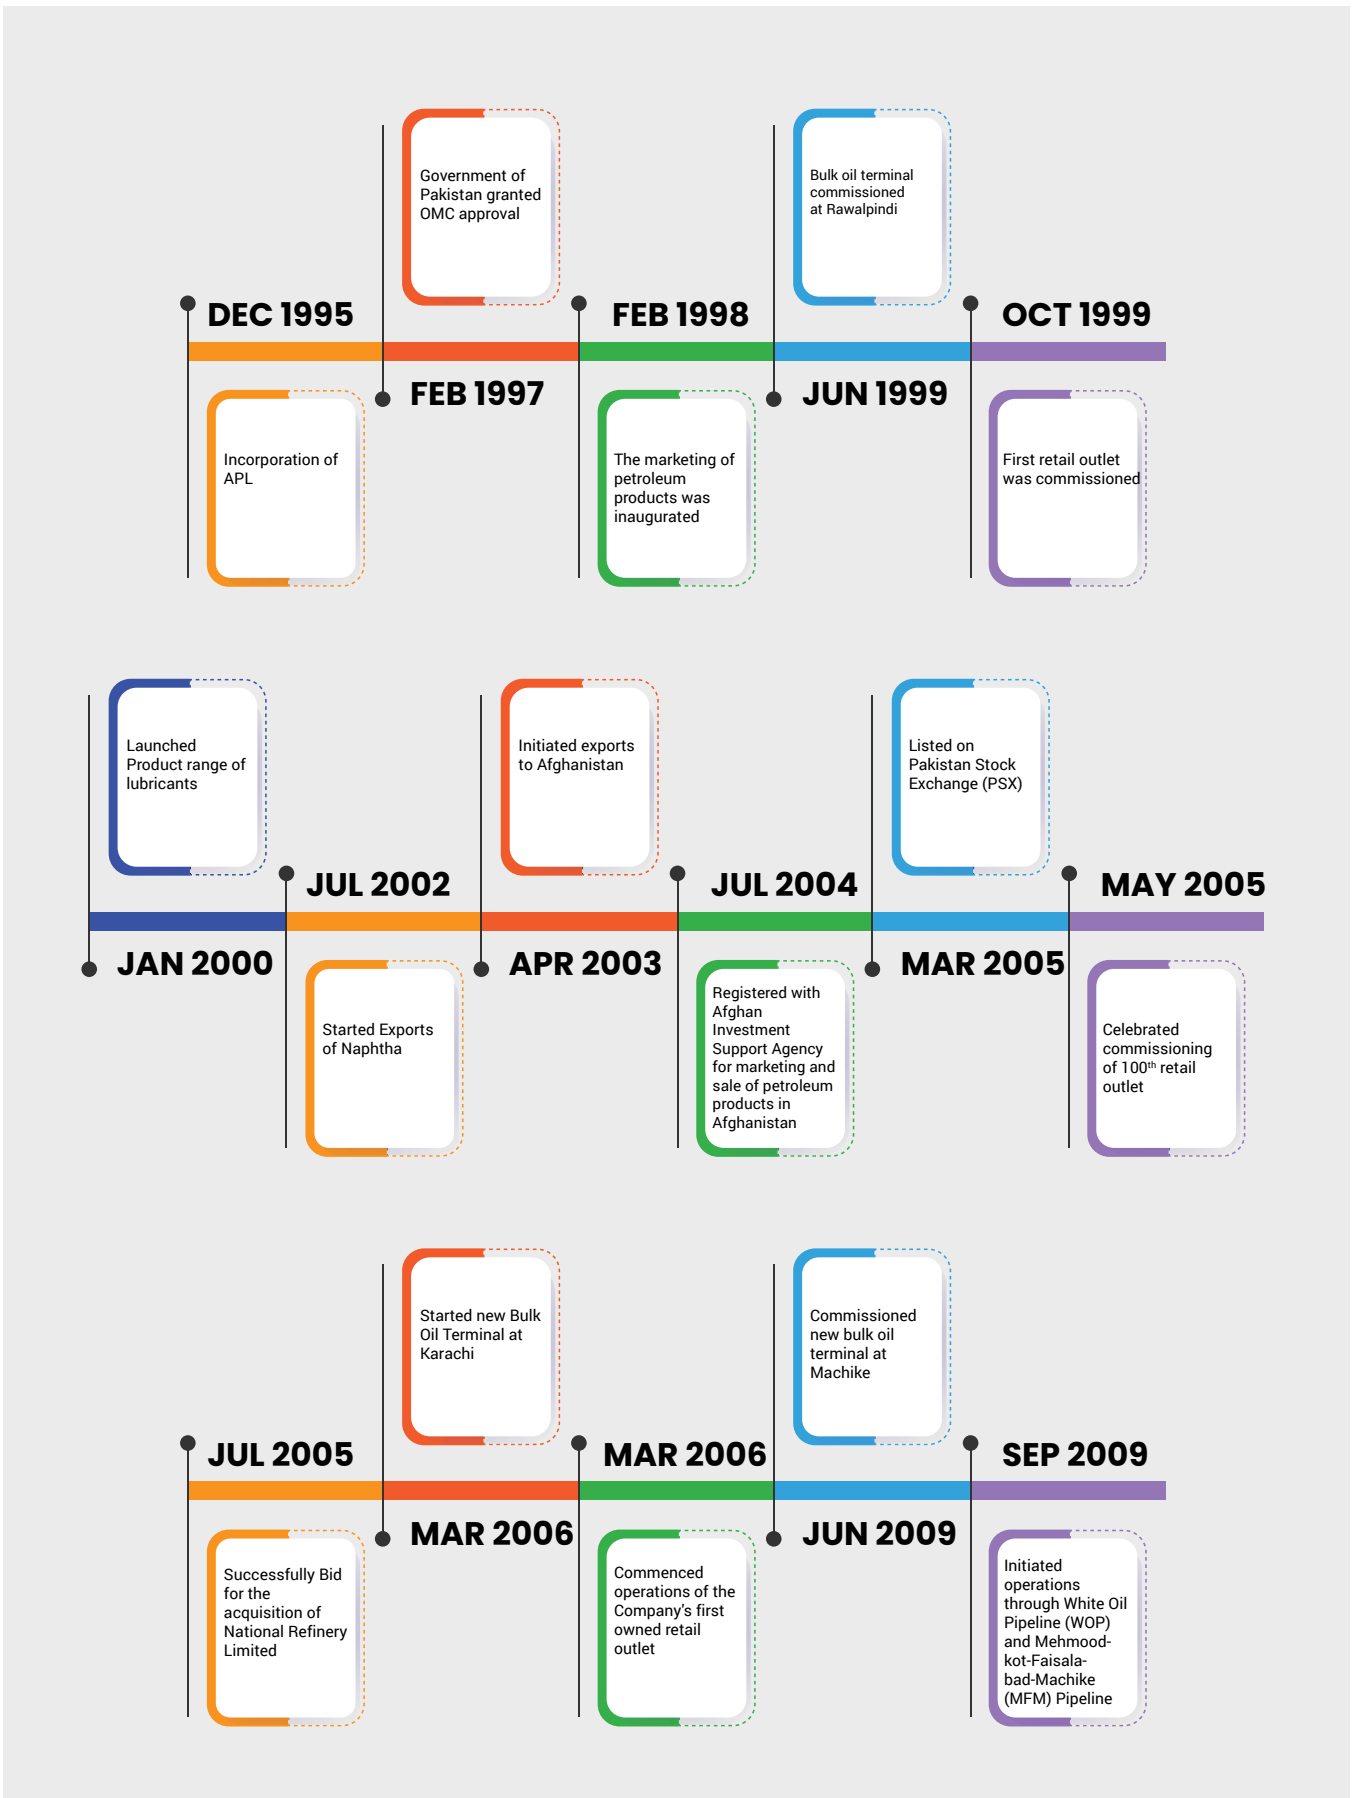 DEC 1995
Incorporation of
APL
Government of
Pakistan granted
OMC approval
FEB 1997
FEB 1998
The marketing of
petroleum
products was
inaugurated
Bulk oil terminal
commissioned
at Rawalpindi
JUN 1999
OCT 1999
First retail outlet
was commissioned
Launched
Product range of
lubricants
JAN 2000
JUL 2002
Started Exports
of Naphtha
Initiated exports
to Afghanistan
APR 2003
JUL 2004
Registered with
Afghan
Investment
Support Agency
for marketing and
sale of petroleum
products in
Afghanistan
Listed on
Pakistan Stock
Exchange (PSX)
MAR 2005
MAY 2005
Celebrated
commissioning
of 100th retail
outlet
JUL 2005
Successfully Bid
for the
acquisition of
National Refinery
Limited
Started new Bulk
Oil Terminal at
Karachi
MAR 2006
MAR 2006
Commenced
operations of the
Company's first
owned retail
outlet
Commissioned
new bulk oil
terminal at
Machike
JUN 2009
SEP 2009
Initiated
operations
through White Oil
Pipeline (WOP)
and Mehmood-
kot-Faisala-
bad-Machike
(MFM) Pipeline